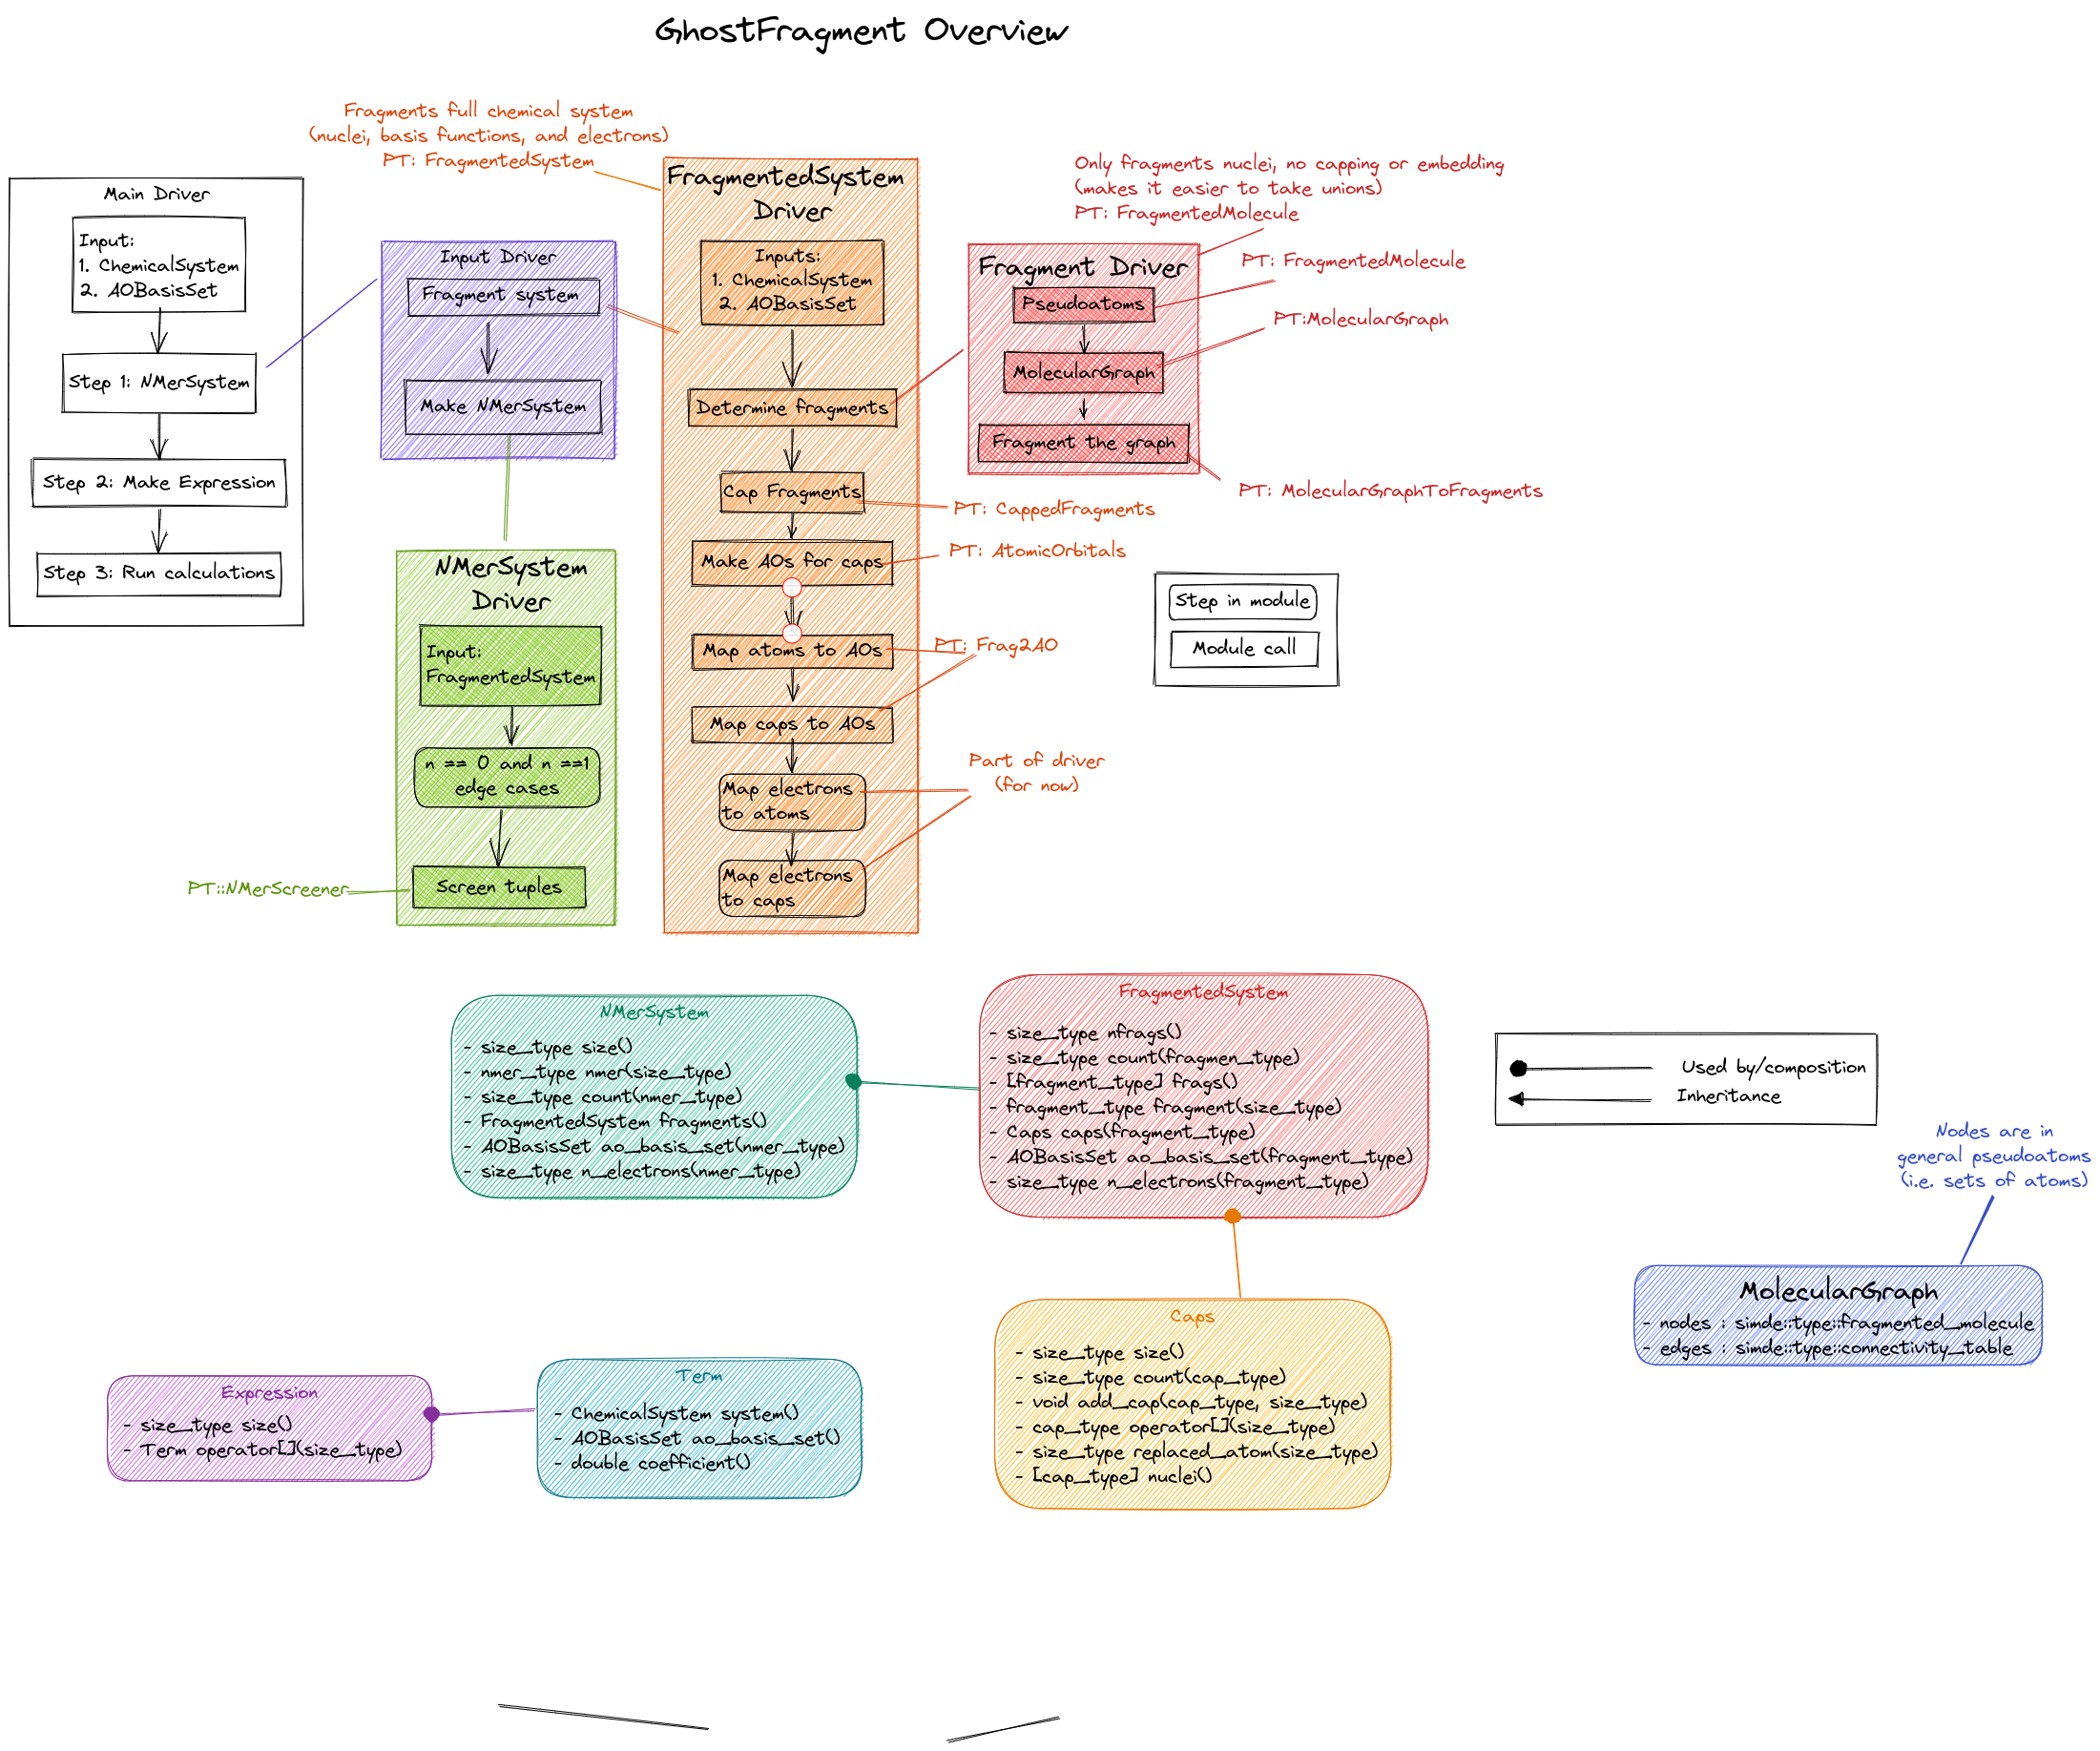 GhostFragment Overview
Fragments full chemical system
(nuclei, basis functions, and electrons)
PT: FragmentedSystem
Main Driver
Input:
1. ChemicalSystem
2. AOBasisSet
Step 1: NMerSystem
Step 2: Make Expression
Step 3: Run calculations
Input Driver
Fragment system
Make NMerSystem
NMerSystem
Driver
Input:
FragmentedSystem
n == 0 and n ==1
edge cases
Screen tuples
PT::NMerScreener
FragmentedSystem
Driver
Inputs:
1. ChemicalSystem
2. AOBasisSet
Determine fragments
Cap Fragments
Make AOs for caps
Map atoms to AOs
Map caps to AOs
Map electrons
to atoms
Map electrons
to caps
PT: CappedFragments
PT: AtomicOrbitals
PT: Frag2AO
Part of driver
(for now)
Only fragments nuclei, no capping or embedding
(makes it easier to take unions)
PT: FragmentedMolecule
Fragment Driver
Pseudoatoms
MolecularGraph
Fragment the graph
PT: FragmentedMolecule
PT:MolecularGraph
PT: MolecularGraphToFragments
Step in module
Module call
NMerSystem
- size_type size()
- nmer_type nmer(size_type)
- size_type count(nmer_type)
- FragmentedSystem fragments()
- AOBasisSet ao_basis_set(nmer_type)
- size_type n_electrons(nmer_type)
FragmentedSystem
- size_type nfrags()
- size_type count(fragmen_type)
- [fragment_type] frags()
- fragment_type fragment(size_type)
- Caps caps(fragment_type)
- AOBasisSet ao_basis_set(fragment_type)
- size_type n_electrons(fragment_type)
Used by/composition
Inheritance
Nodes are in
general pseudoatoms
(i.e. sets of atoms)
MolecularGraph
- nodes : simde::type::fragmented_molecule
- edges : simde::type::connectivity_table
Expression
- size_type size()
- Term operator[](size_type)
Term
- ChemicalSystem system()
- AOBasisSet ao_basis_set()
- double coefficient()
Caps
- size_type size()
- size_type count(cap_type)
- void add_cap(cap_type, size_type)
- cap_type operator[](size_type)
- size_type replaced_atom(size_type)
- [cap_type] nuclei()